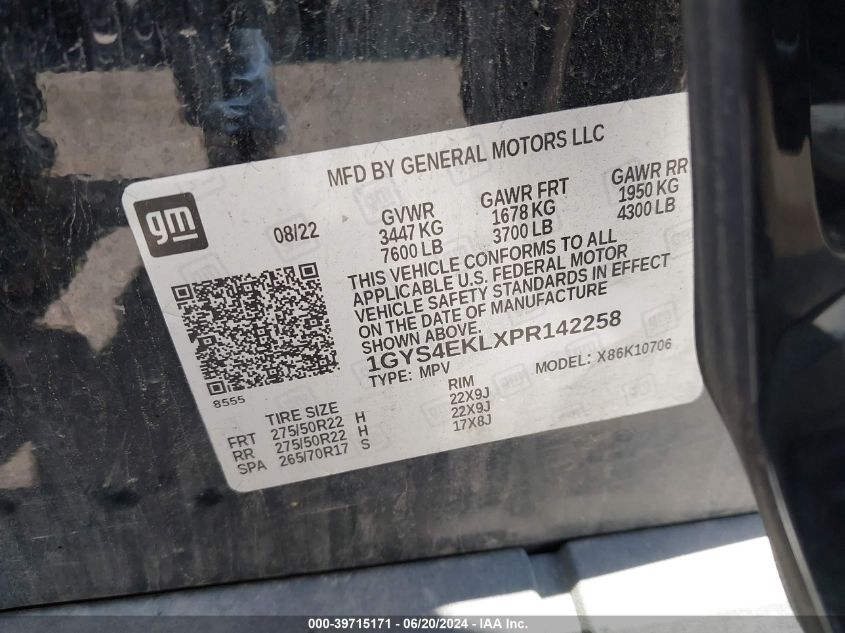 MFD BY GENERAL MOTORS LLC
gm
08/22
GVWR
3447 KG
7600 LB
GAWR FRT
1678 KG
3700 LB
GAWR RR
1950 KG
4300 LB
THIS VEHICLE CONFORMS TO ALL
APPLICABLE U.S. FEDERAL MOTOR
VEHICLE SAFETY STANDARDS IN EFFECT
ON THE DATE OF MANUFACTURE
SHOWN ABOVE.
1GYS4EKLXPR142258
TYPE: MPV
MODEL: X86K10706
8555
TIRE SIZE
RIM
FRT 275/50R22 H 22X9J
RR 275/50R22 H 22X9J
SPA 265/70R17 S 17X8J
000-39715171 - 06/20/2024 - IAA Inc.